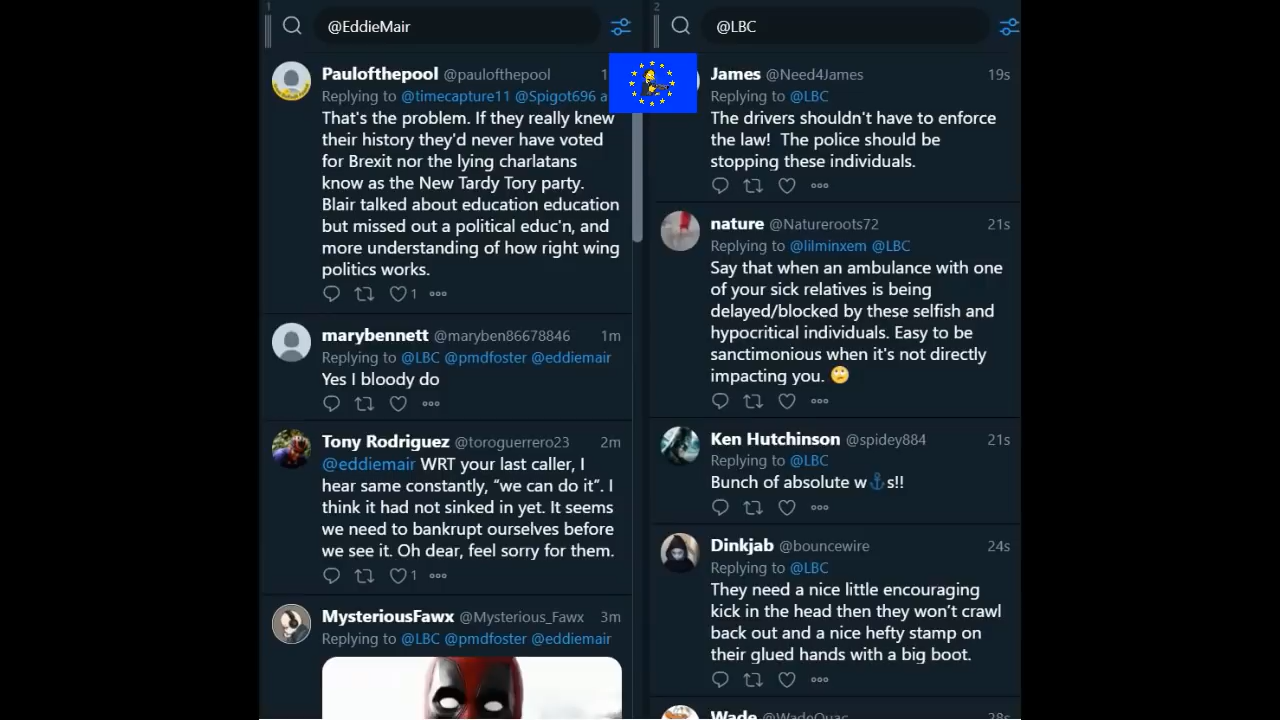 1
@EddieMair
Paulofthepool @paulofthepool
Replying to @timecapture11 @Spigot696
That's the problem. If they really knew
their history they'd never have voted
for Brexit nor the lying charlatans
know as the New Tardy Tory party.
Blair talked about education education
but missed out a political educ'n, and
more understanding of how right wing
politics works.
1
marybennett @maryben86678846 1m
Replying to @LBC @pmdfoster @eddiemair
Yes I bloody do
Tony Rodriguez @toroguerrero23 2m
@eddiemair WRT your last caller, I
hear same constantly, “we can do it”. I
think it had not sinked in yet. It seems
we need to bankrupt ourselves before
we see it. Oh dear, feel sorry for them.
1
MysteriousFawx @Mysterious_Fawx 3m
Replying to @LBC @pmdfoster @eddiemair
2
@LBC
James @Need4James 19s
Replying to @LBC
The drivers shouldn't have to enforce
the law! The police should be
stopping these individuals.
nature @Natureroots72 21s
Replying to @lilminxem @LBC
Say that when an ambulance with one
of your sick relatives is being
delayed/blocked by these selfish and
hypocritical individuals. Easy to be
sanctimonious when it's not directly
impacting you. 🙄
Ken Hutchinson @spidey884 21s
Replying to @LBC
Bunch of absolute w⚓s!!
Dinkjab @bouncewire 24s
Replying to @LBC
They need a nice little encouraging
kick in the head then they won’t crawl
back out and a nice hefty stamp on
their glued hands with a big boot.
Wade @WadeQuac 28s